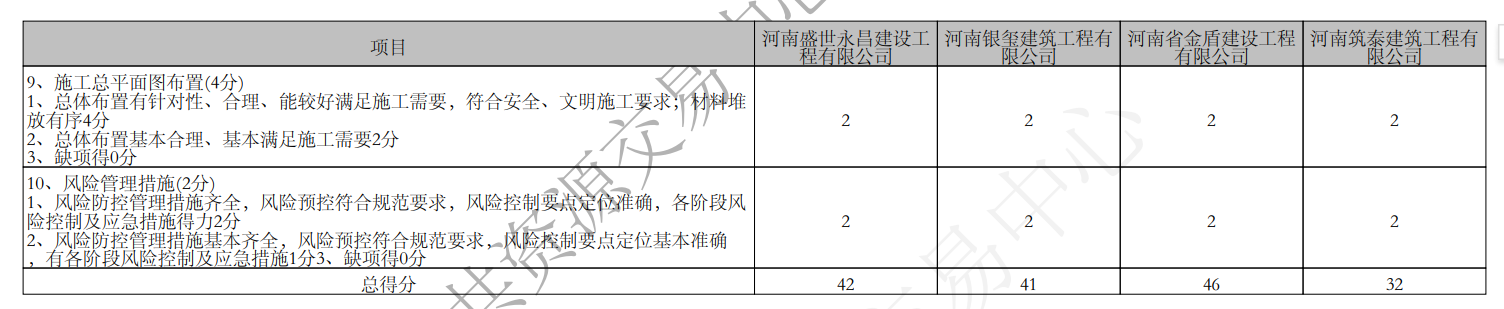 项目
河南盛世永昌建设工
程有限公司
河南银玺建筑工程有
限公司
河南省金盾建设工程
有限公司
河南筑泰建筑工程有
限公司
9、施工总平面图布置(4分)
1、总体布置有针对性、合理、能较好满足施工需要，符合安全、文明施工要求；材料堆
放有序4分
2、总体布置基本合理、基本满足施工需要2分
3、缺项得0分
2
2
2
2
10、风险管理措施(2分)
1、风险防控管理措施齐全，风险预控符合规范要求，风险控制要点定位准确，各阶段风
险控制及应急措施得力2分
2、风险防控管理措施基本齐全，风险预控符合规范要求，风险控制要点定位基本准确
，有各阶段风险控制及应急措施1分3、缺项得0分
2
2
2
2
总得分
42
41
46
32
共资源交易中心
易中心